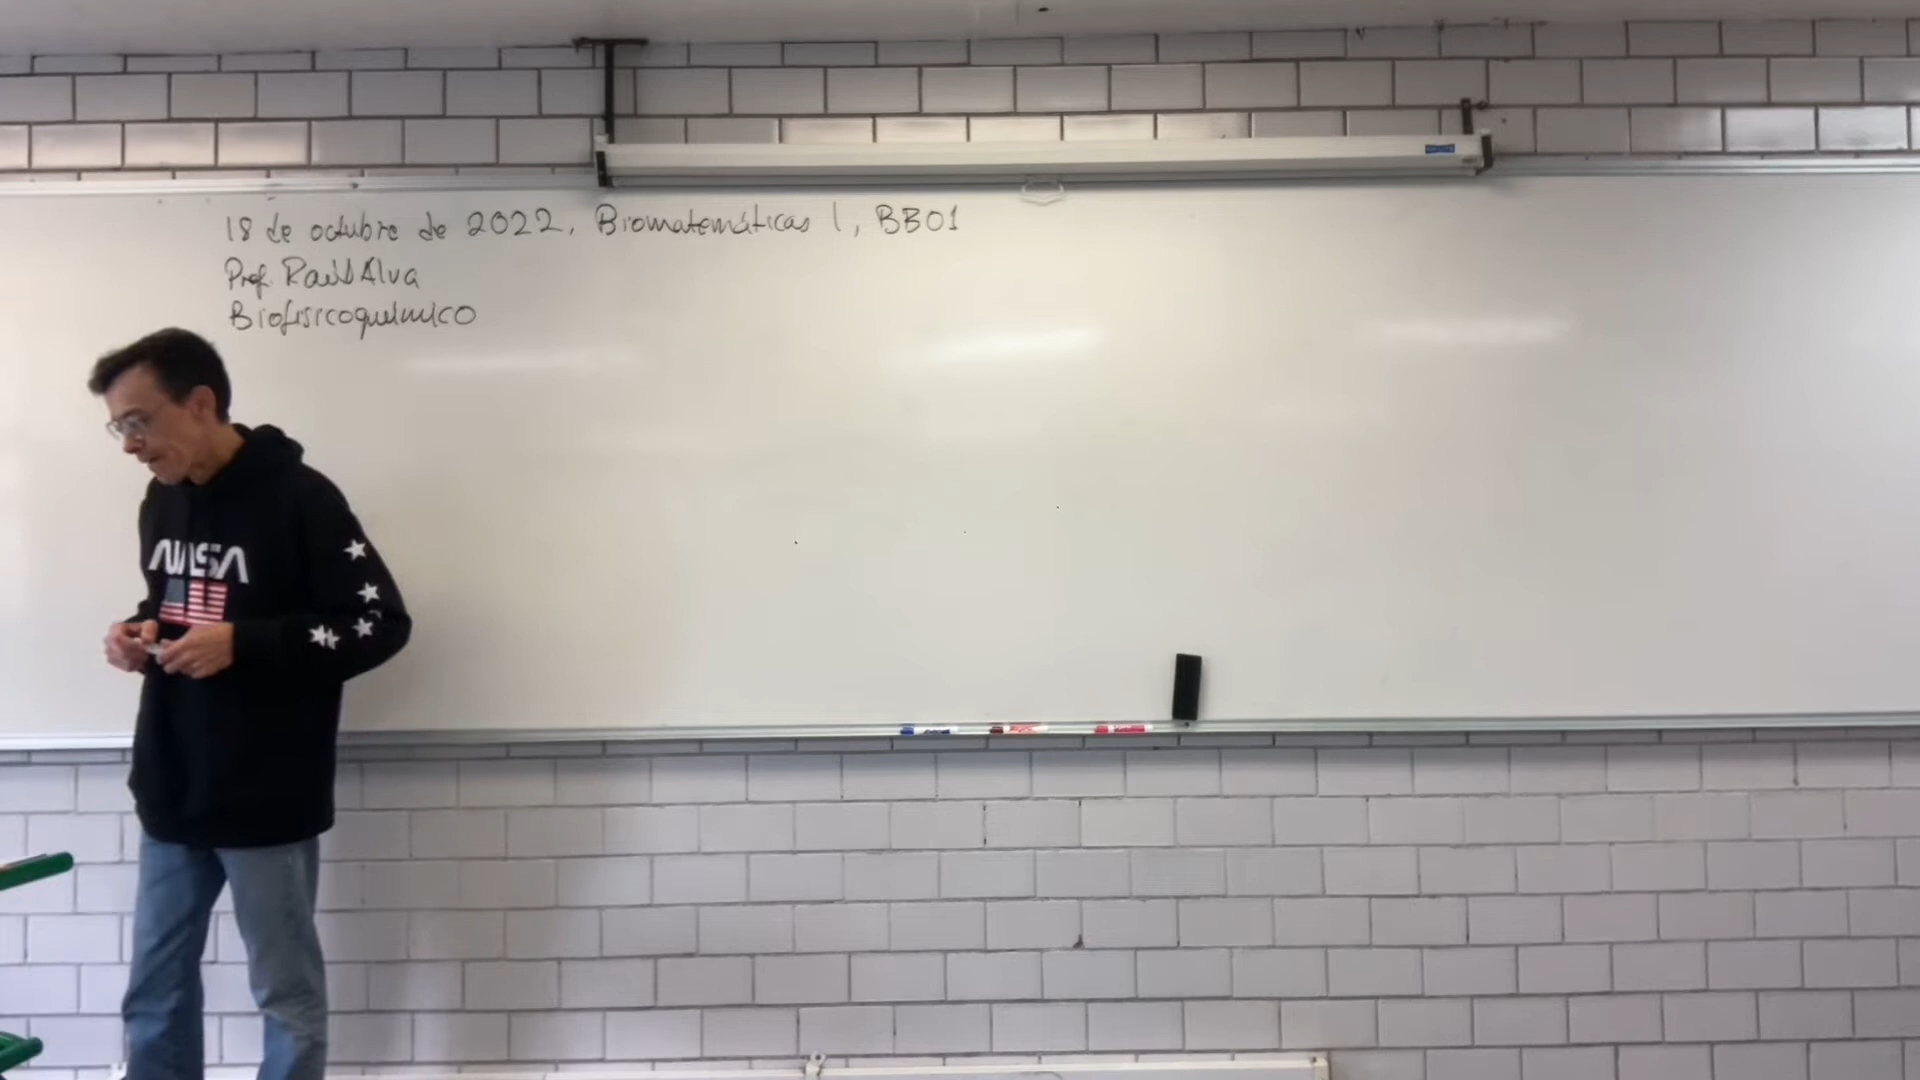 18 de octubre de 2022, Biomatemáticas I, BB01
Prof. Raúl Alva
Biofisicoquímico
NASA